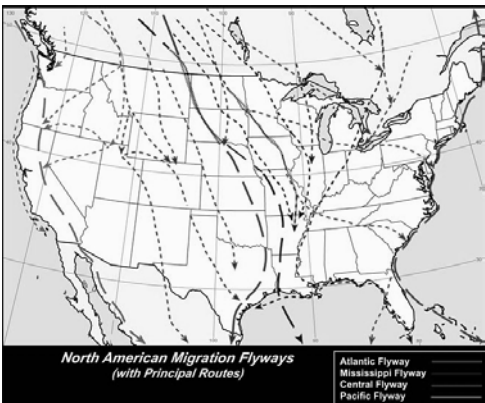 North American Migration Flyways
(with Principal Routes)
Atlantic Flyway
Mississippi Flyway
Central Flyway
Pacific Flyway